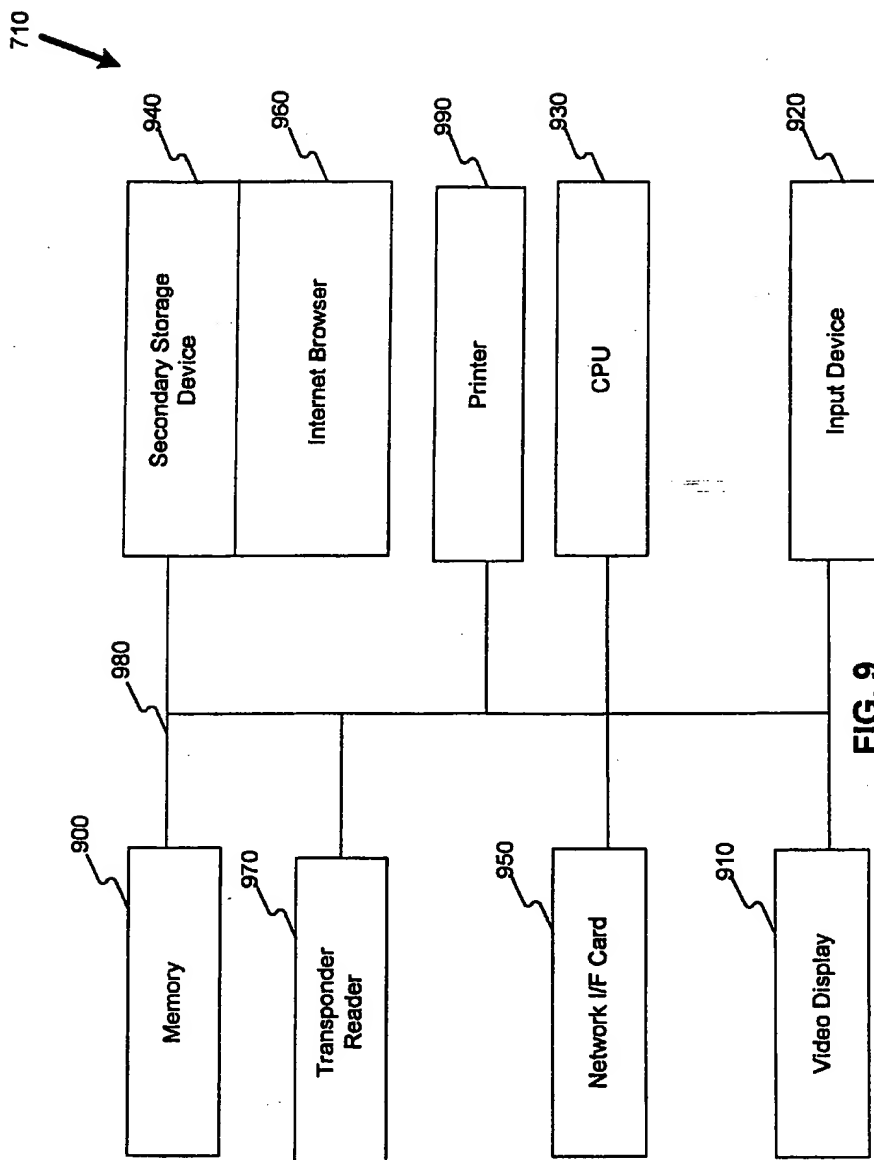 710
940
Secondary Storage
Device
960
Internet Browser
990
Printer
930
CPU
920
Input Device
980
900
Memory
970
Transponder
Reader
950
Network I/F Card
910
Video Display
FIG. 9